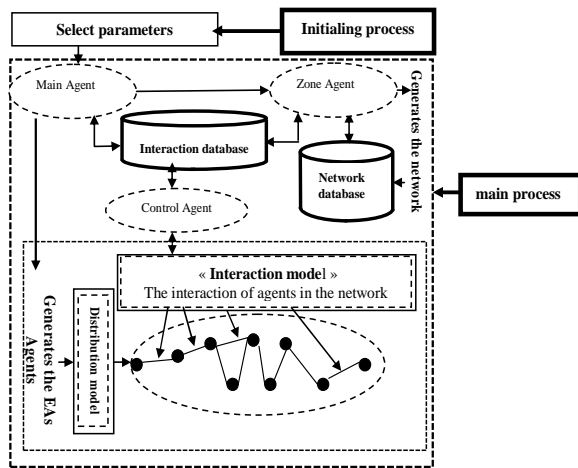 Select parameters
Initialing process
Main Agent
Zone Agent
Generates the network
Interaction database
Network
database
main process
Control Agent
« Interaction model »
The interaction of agents in the network
Generates the EAs
Agents
Distribution model